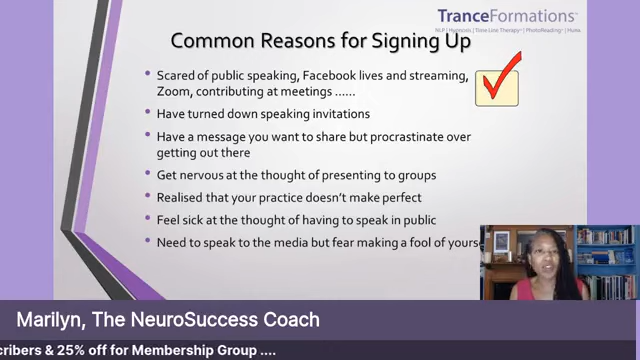 TranceFormations™
NLP | Hypnosis | Time Line Therapy™ | PhotoReading™ | Huna
Common Reasons for Signing Up
• Scared of public speaking, Facebook lives and streaming,
Zoom, contributing at meetings ……
• Have turned down speaking invitations
• Have a message you want to share but procrastinate over
getting out there
• Get nervous at the thought of presenting to groups
• Realised that your practice doesn't make perfect
• Feel sick at the thought of having to speak in public
• Need to speak to the media but fear making a fool of yourse
Marilyn, The NeuroSuccess Coach
cribers & 25% off for Membership Group ....